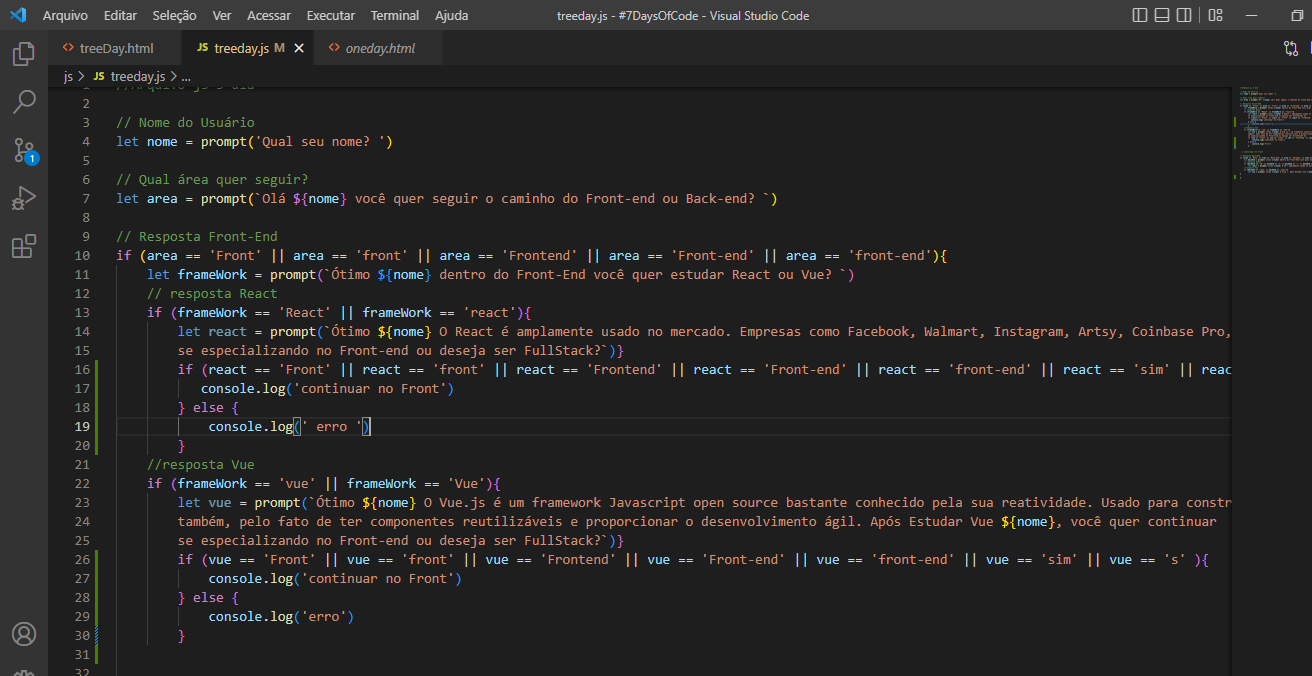 Arquivo Editar Seleção Ver Acessar Executar Terminal Ajuda treeday.js - #7DaysOfCode - Visual Studio Code
<> treeDay.html JS treeday.js M × <> oneday.html
js > JS treeday.js > ...
2
3 // Nome do Usuário
4 let nome = prompt('Qual seu nome? ')
5
6 // Qual área quer seguir?
7 let area = prompt(`Olá ${nome} você quer seguir o caminho do Front-end ou Back-end? `)
8
9 // Resposta Front-End
10 if (area == 'Front' || area == 'front' || area == 'Frontend' || area == 'Front-end' || area == 'front-end'){
11 let frameWork = prompt(`Ótimo ${nome} dentro do Front-End você quer estudar React ou Vue? `)
12 // resposta React
13 if (frameWork == 'React' || frameWork == 'react'){
14 let react = prompt(`Ótimo ${nome} O React é amplamente usado no mercado. Empresas como Facebook, Walmart, Instagram, Artsy, Coinbase Pro,
15 se especializando no Front-end ou deseja ser FullStack?`)}
16 if (react == 'Front' || react == 'front' || react == 'Frontend' || react == 'Front-end' || react == 'front-end' || react == 'sim' || reac
17 console.log('continuar no Front')
18 } else {
19 console.log(' erro ')
20 }
21 //resposta Vue
22 if (frameWork == 'vue' || frameWork == 'Vue'){
23 let vue = prompt(`Ótimo ${nome} O Vue.js é um framework Javascript open source bastante conhecido pela sua reatividade. Usado para constr
24 também, pelo fato de ter componentes reutilizáveis e proporcionar o desenvolvimento ágil. Após Estudar Vue ${nome}, você quer continuar
25 se especializando no Front-end ou deseja ser FullStack?`)}
26 if (vue == 'Front' || vue == 'front' || vue == 'Frontend' || vue == 'Front-end' || vue == 'front-end' || vue == 'sim' || vue == 's' ){
27 console.log('continuar no Front')
28 } else {
29 console.log('erro')
30 }
31
32
1